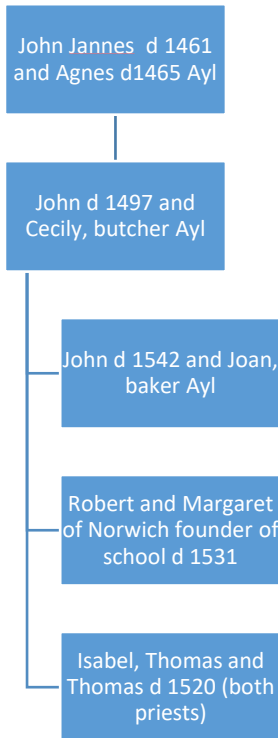 John Jannes d 1461
and Agnes d1465 Ayl
John d 1497 and
Cecily, butcher Ayl
John d 1542 and Joan,
baker Ayl
Robert and Margaret
of Norwich founder of
school d 1531
Isabel, Thomas and
Thomas d 1520 (both
priests)